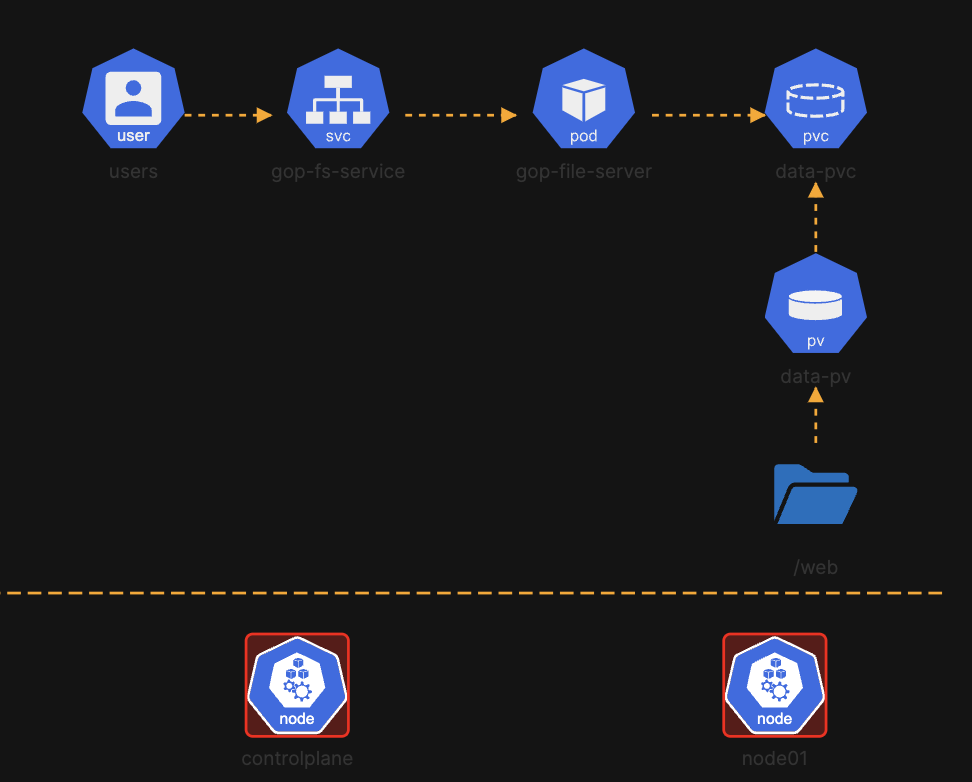 user
svc
pod
pvc
users
gop-fs-service
gop-file-server
data-pvc
pv
data-pv
/web
node
node
controlplane
node01